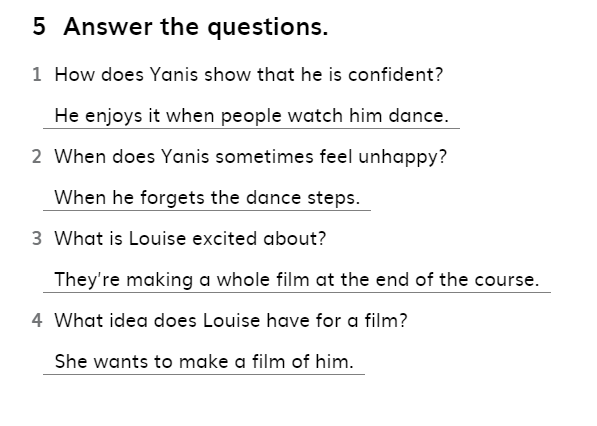 5 Answer the questions.
1 How does Yanis show that he is confident?
He enjoys it when people watch him dance.
2 When does Yanis sometimes feel unhappy?
When he forgets the dance steps.
3 What is Louise excited about?
They're making a whole film at the end of the course.
4 What idea does Louise have for a film?
She wants to make a film of him.